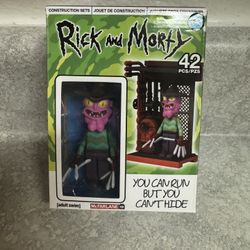 CONSTRUCTION SETS JOUET DE CONSTRUCTION
RICK AND MORTY
42
PCS/PZS
YOU CAN RUN
BUT YOU
CAN'T HIDE
[adult swim]
McFARLANE